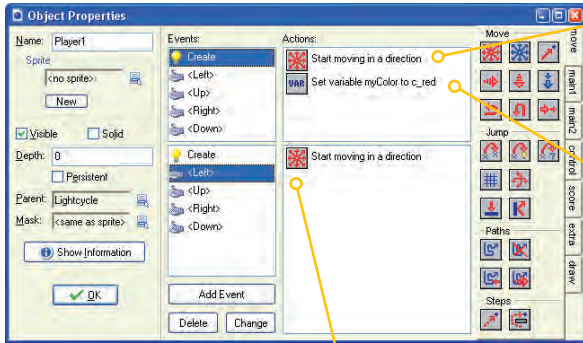 Object Properties
Name: Player1
Sprite
<no sprite>
New
Visible Solid
Depth: 0
Persistent
Parent: Lightcycle
Mask: <same as sprite>
Show Information
OK
Events:
Create
<Left>
<Up>
<Right>
<Down>
Create
<Left>
<Up>
<Right>
<Down>
Add Event
Delete Change
Actions:
Start moving in a direction
VAR Set variable myColor to c_red
Start moving in a direction
Move
Jump
Paths
Steps
move
main1
main2
control
score
extra
draw